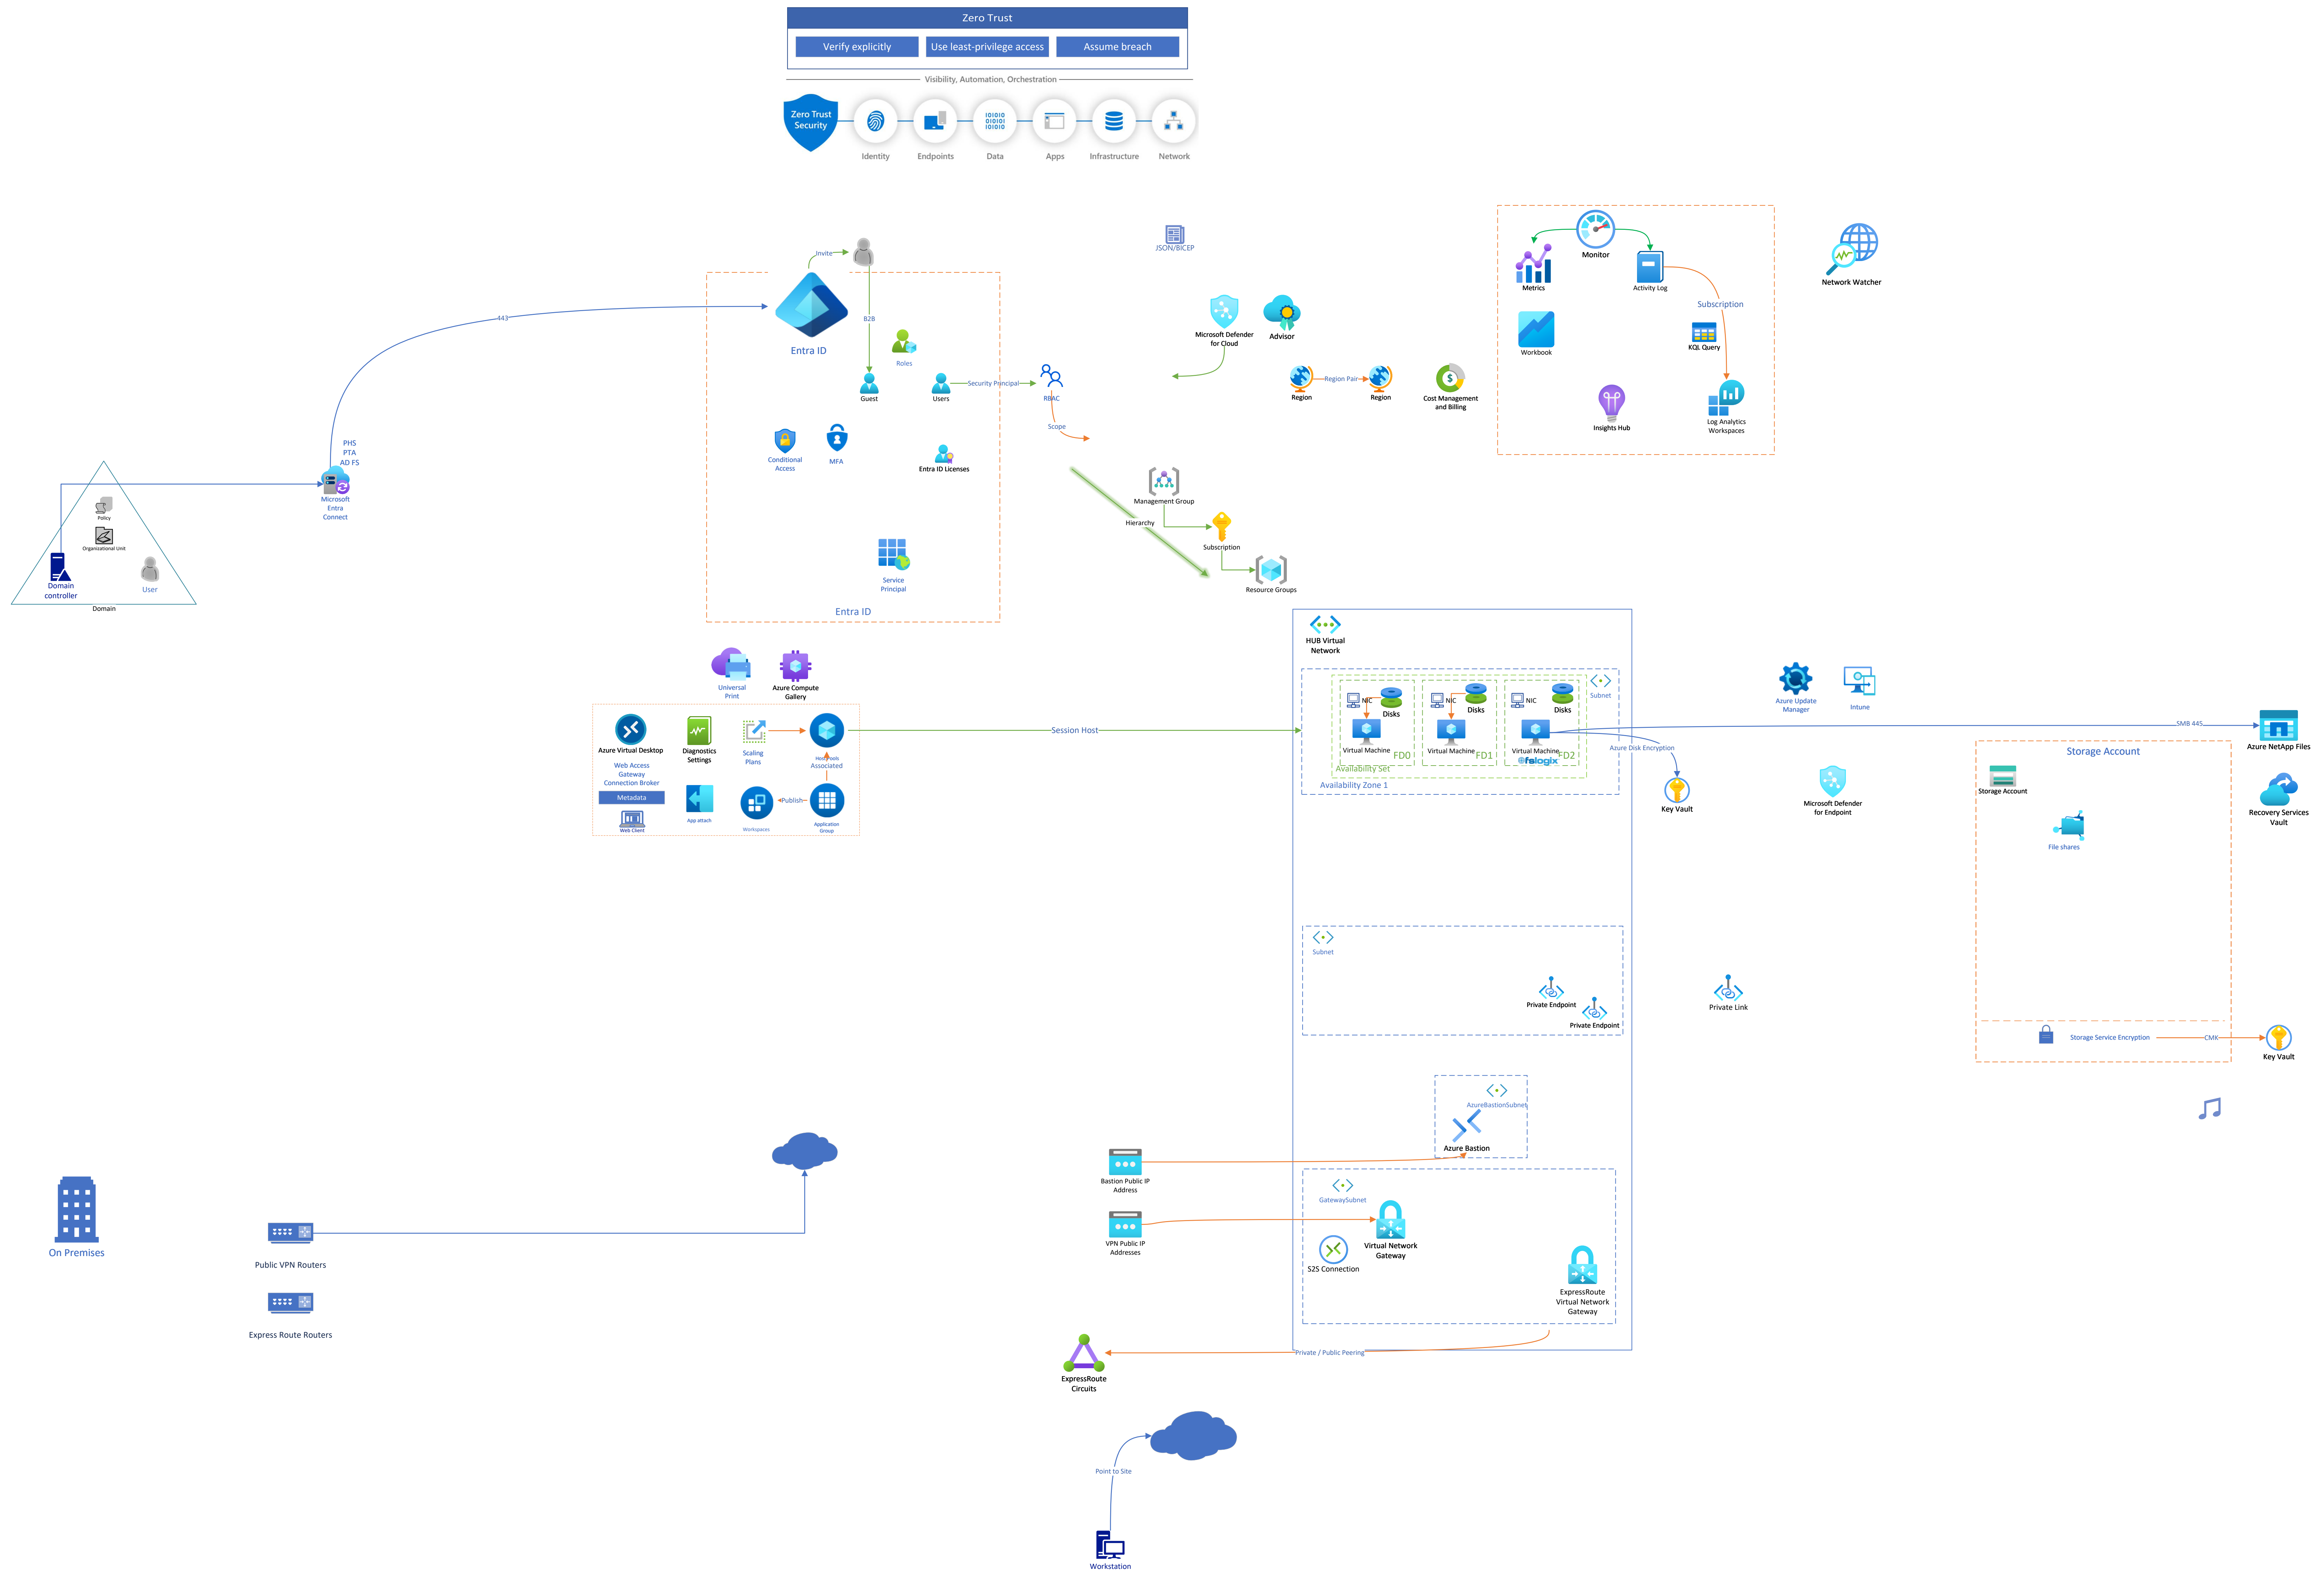 Zero Trust
Verify explicitly
Use least-privilege access
Assume breach
Visibility, Automation, Orchestration
Zero Trust
Security
01010
010101
101010
Identity
Endpoints
Data
Apps
Infrastructure
Network
JSON/BICEP
Invite
B2B
443
Entra ID
Roles
Guest
Users
Security Principal
RBAC
Scope
Conditional
Access
MFA
Entra ID Licenses
Service
Principal
Entra ID
Microsoft Defender
for Cloud
Advisor
Region
Region Pair
Region
Cost Management
and Billing
Monitor
Metrics
Activity Log
Subscription
Workbook
KQL Query
Insights Hub
Log Analytics
Workspaces
Network Watcher
PHS
PTA
AD FS
Microsoft
Entra
Connect
Policy
Organizational Unit
Domain
controller
User
Domain
Management Group
Hierarchy
Subscription
Resource Groups
Universal
Print
Azure Compute
Gallery
Azure Virtual Desktop
Web Access
Gateway
Connection Broker
Metadata
Web Client
Diagnostics
Settings
App attach
Scaling
Plans
Host Pools
Associated
Publish
Workspaces
Application
Group
Session Host
HUB Virtual
Network
Subnet
NIC
Disks
Virtual Machine
FD0
NIC
Disks
Virtual Machine
FD1
NIC
Disks
Virtual Machine
FD2
fslogix
Availability Set
Availability Zone 1
Azure Disk Encryption
Key Vault
Azure Update
Manager
Intune
SMB 445
Azure NetApp Files
Microsoft Defender
for Endpoint
Storage Account
Storage Account
File shares
Recovery Services
Vault
Subnet
Private Endpoint
Private Endpoint
Private Link
Storage Service Encryption
CMK
Key Vault
AzureBastionSubnet
Azure Bastion
Bastion Public IP
Address
GatewaySubnet
Virtual Network
Gateway
S2S Connection
VPN Public IP
Addresses
ExpressRoute
Virtual Network
Gateway
On Premises
Public VPN Routers
Express Route Routers
Private / Public Peering
ExpressRoute
Circuits
Point to Site
Workstation